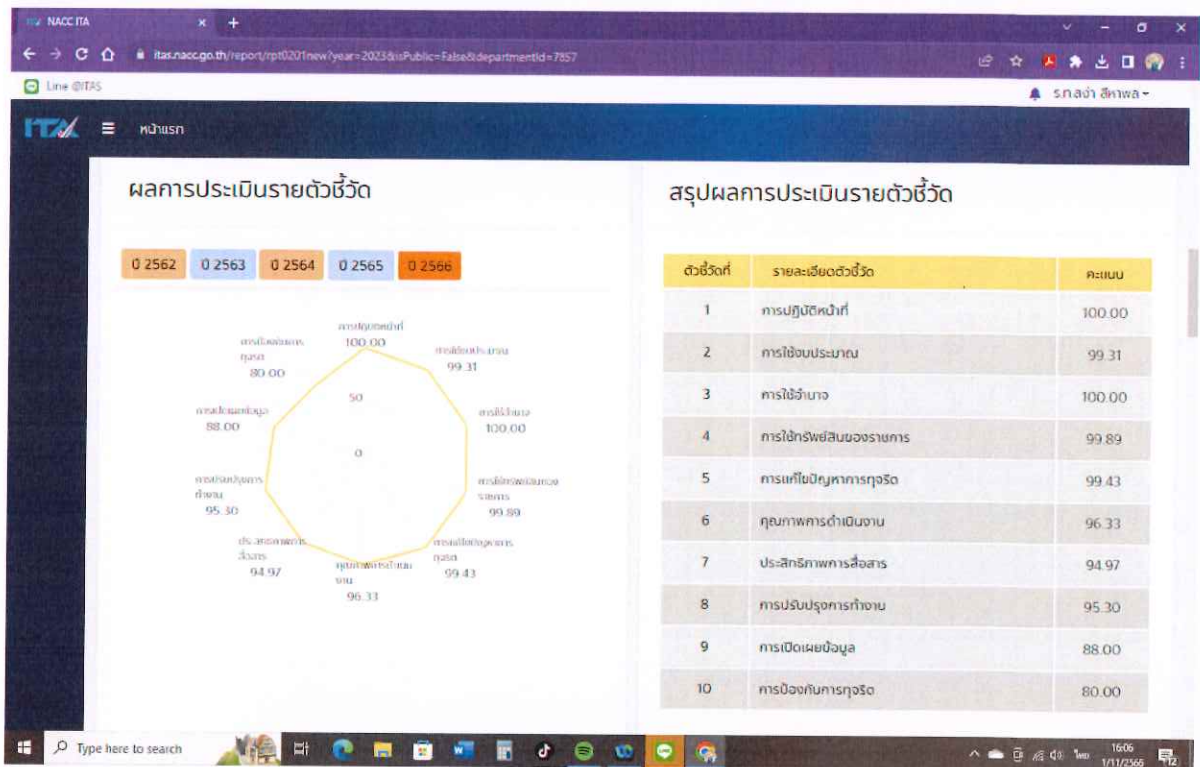 NACC ITA
itas.nacc.go.th/report/rpt0201new?year=2023&isPublic=False&departmentId=7857
Line @ITAS
ร.ท.สง่า สีหาพล
ITA หน้าแรก
ผลการประเมินรายตัวชี้วัด
ปี 2562 ปี 2563 ปี 2564 ปี 2565 ปี 2566
การปฏิบัติหน้าที่
100.00
การใช้งบประมาณ
99.31
การใช้อำนาจ
100.00
การใช้ทรัพย์สินของ
ราชการ
99.89
การแก้ไขปัญหาการ
ทุจริต
99.43
คุณภาพการดำเนิน
งาน
96.33
ประสิทธิภาพการ
สื่อสาร
94.97
การปรับปรุงการ
ทำงาน
95.30
การเปิดเผยข้อมูล
88.00
การป้องกันการ
ทุจริต
80.00
50
0
สรุปผลการประเมินรายตัวชี้วัด
ตัวชี้วัดที่ รายละเอียดตัวชี้วัด คะแนน
1 การปฏิบัติหน้าที่ 100.00
2 การใช้งบประมาณ 99.31
3 การใช้อำนาจ 100.00
4 การใช้ทรัพย์สินของราชการ 99.89
5 การแก้ไขปัญหาการทุจริต 99.43
6 คุณภาพการดำเนินงาน 96.33
7 ประสิทธิภาพการสื่อสาร 94.97
8 การปรับปรุงการทำงาน 95.30
9 การเปิดเผยข้อมูล 88.00
10 การป้องกันการทุจริต 80.00
Type here to search
ไทย
16:06
1/11/2565